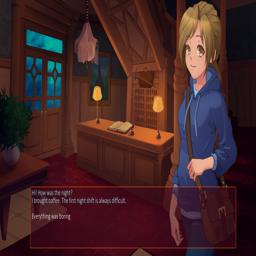 Hi! How was the night?
I brought coffee. The first night shift is always difficult.
Everything was boring